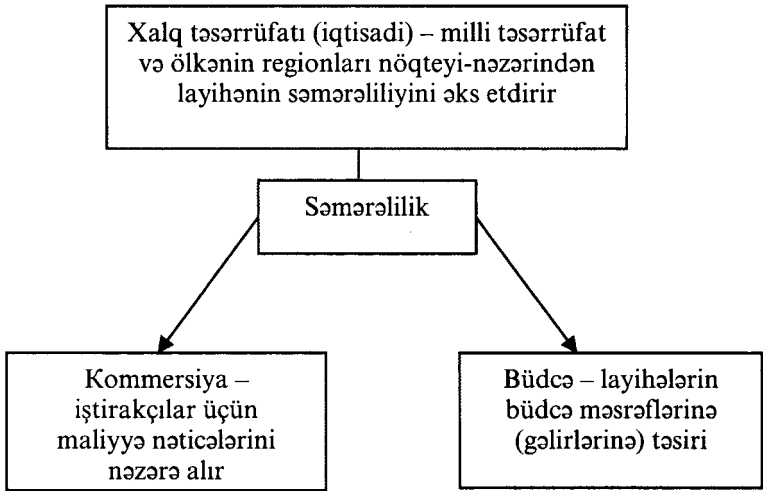 Xalq təsərrüfatı (iqtisadi) – milli təsərrüfat
və ölkənin regionları nöqteyi-nəzərindən
layihənin səmərəliliyini əks etdirir
Səmərəlilik
Kommersiya –
iştirakçılar üçün
maliyyə nəticələrini
nəzərə alır
Büdcə – layihələrin
büdcə məsrəflərinə
(gəlirlərinə) təsiri